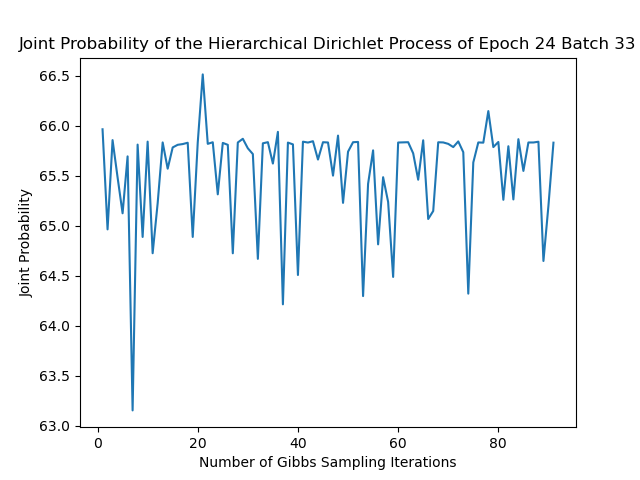 Joint Probability of the Hierarchical Dirichlet Process of Epoch 24 Batch 33
66.5
66.0
65.5
65.0
64.5
64.0
63.5
63.0
Joint Probability
0 20 40 60 80
Number of Gibbs Sampling Iterations